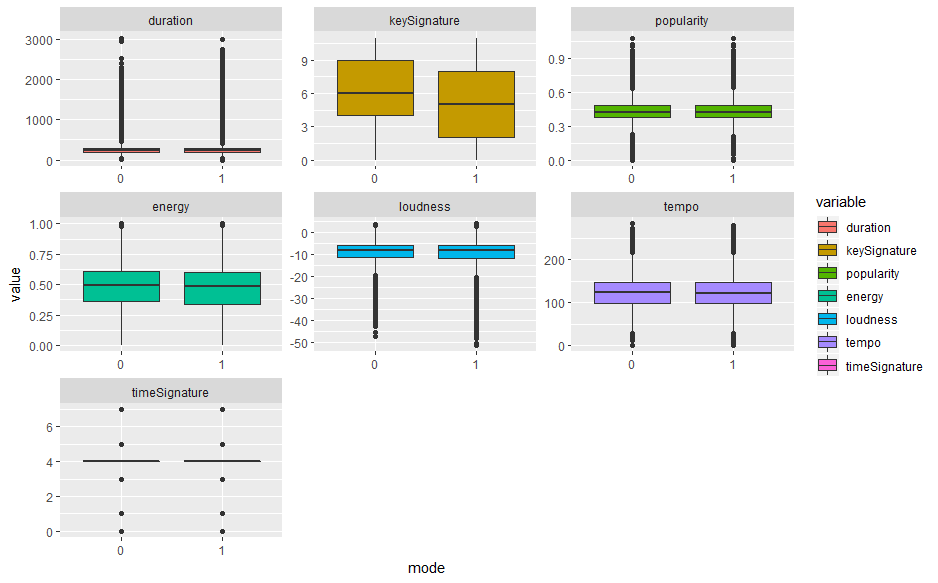 duration
keySignature
popularity
3000
2000
1000
0
9
6
3
0
0.9
0.6
0.3
0.0
0 1
0 1
0 1
energy
loudness
tempo
1.00
0.75
0.50
0.25
0.00
0
-10
-20
-30
-40
-50
200
100
0
0 1
0 1
0 1
timeSignature
6
4
2
0
0 1
value
mode
variable
duration
keySignature
popularity
energy
loudness
tempo
timeSignature